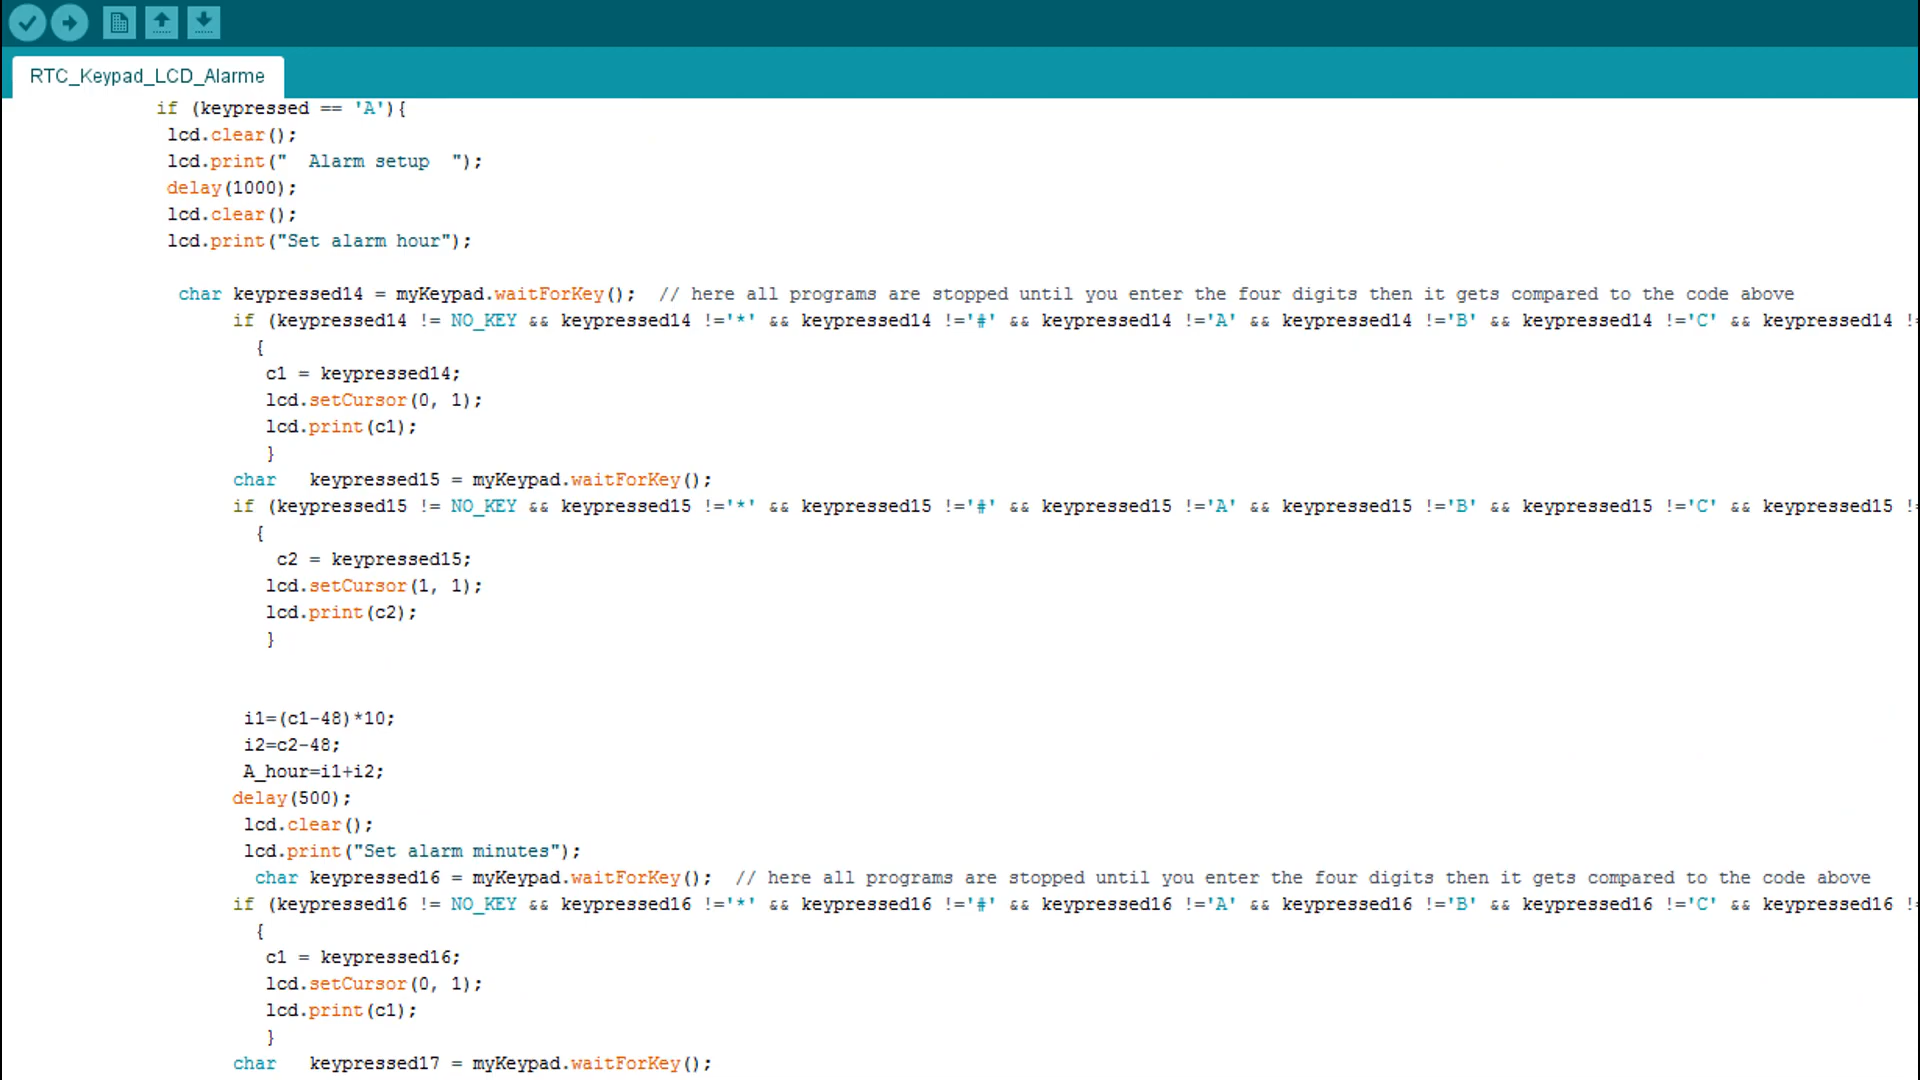 RTC_Keypad_LCD_Alarme
if (keypressed == 'A'){
lcd.clear();
lcd.print("  Alarm setup  ");
delay(1000);
lcd.clear();
lcd.print("Set alarm hour");
char keypressed14 = myKeypad.waitForKey();  // here all programs are stopped until you enter the four digits then it gets compared to the code above
if (keypressed14 != NO_KEY && keypressed14 !='*' && keypressed14 !='#' && keypressed14 !='A' && keypressed14 !='B' && keypressed14 !='C' && keypressed14 !=
{
c1 = keypressed14;
lcd.setCursor(0, 1);
lcd.print(c1);
}
char   keypressed15 = myKeypad.waitForKey();
if (keypressed15 != NO_KEY && keypressed15 !='*' && keypressed15 !='#' && keypressed15 !='A' && keypressed15 !='B' && keypressed15 !='C' && keypressed15 !=
{
c2 = keypressed15;
lcd.setCursor(1, 1);
lcd.print(c2);
}
i1=(c1-48)*10;
i2=c2-48;
A_hour=i1+i2;
delay(500);
lcd.clear();
lcd.print("Set alarm minutes");
char keypressed16 = myKeypad.waitForKey();  // here all programs are stopped until you enter the four digits then it gets compared to the code above
if (keypressed16 != NO_KEY && keypressed16 !='*' && keypressed16 !='#' && keypressed16 !='A' && keypressed16 !='B' && keypressed16 !='C' && keypressed16 !=
{
c1 = keypressed16;
lcd.setCursor(0, 1);
lcd.print(c1);
}
char   keypressed17 = myKeypad.waitForKey();